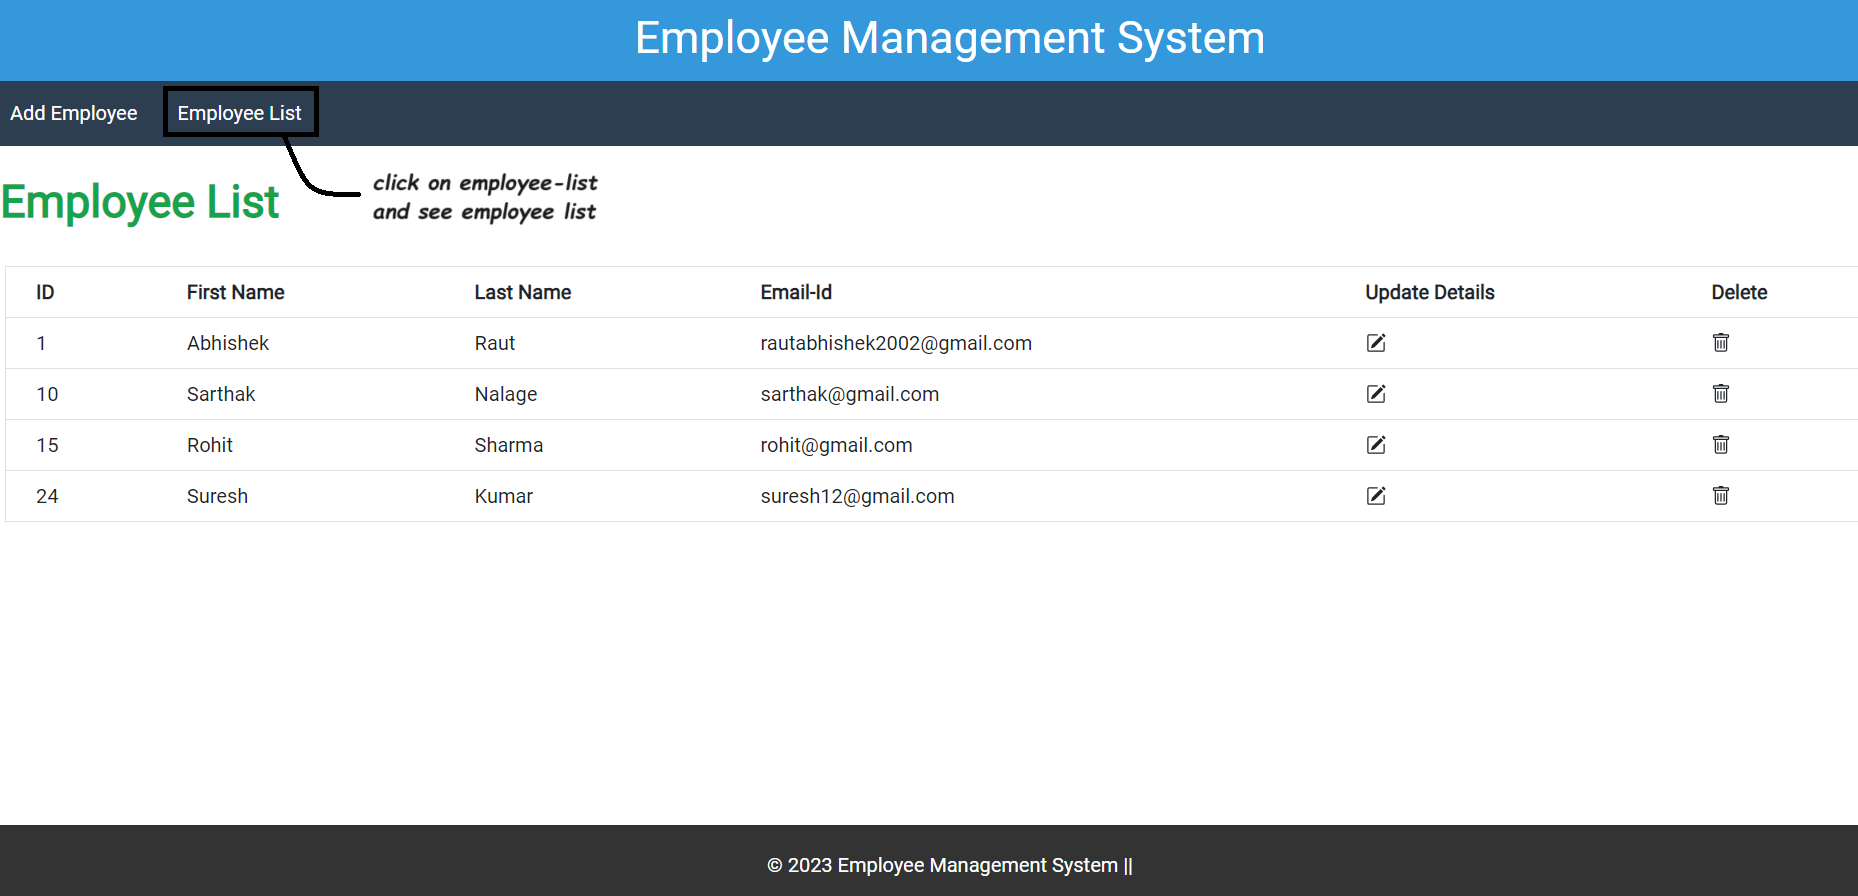 Employee Management System
Add Employee Employee List
click on employee-list
and see employee list
Employee List
ID First Name Last Name Email-Id Update Details Delete
1 Abhishek Raut rautabhishek2002@gmail.com
10 Sarthak Nalage sarthak@gmail.com
15 Rohit Sharma rohit@gmail.com
24 Suresh Kumar suresh12@gmail.com
© 2023 Employee Management System ||